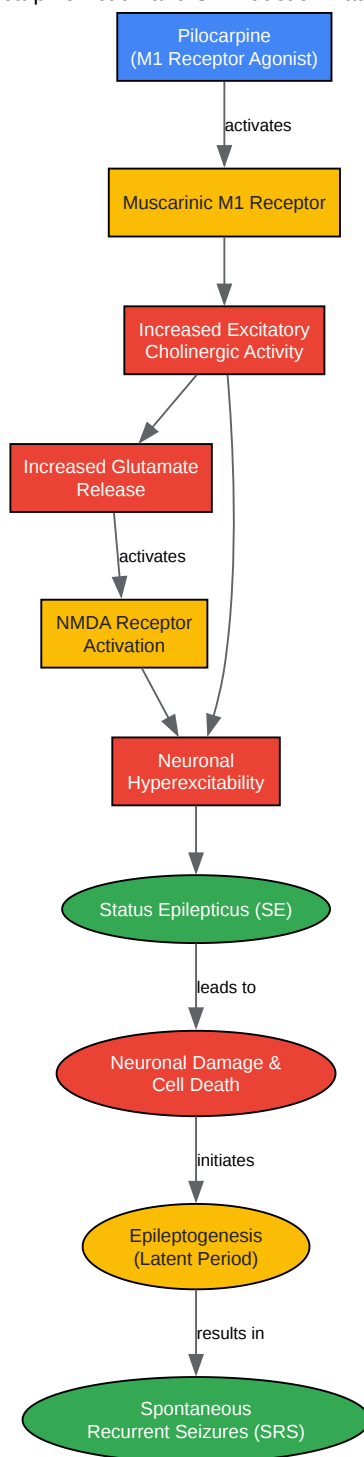 Pilocarpine
(M1 Receptor Agonist)
activates
Muscarinic M1 Receptor
Increased Excitatory
Cholinergic Activity
Increased Glutamate
Release
activates
NMDA Receptor
Activation
Neuronal
Hyperexcitability
Status Epilepticus (SE)
leads to
Neuronal Damage &
Cell Death
initiates
Epileptogenesis
(Latent Period)
results in
Spontaneous
Recurrent Seizures (SRS)